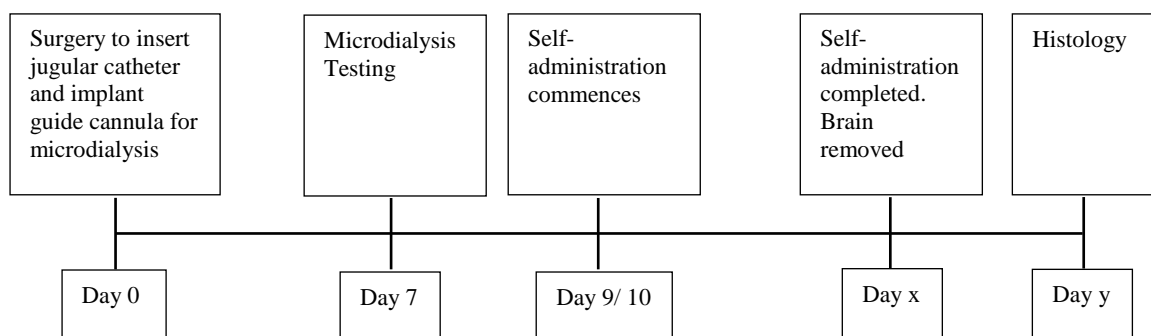 Surgery to insert
jugular catheter
and implant
guide cannula for
microdialysis
Microdialysis
Testing
Self-
administration
commences
Self-
administration
completed.
Brain
removed
Histology
Day 0
Day 7
Day 9/ 10
Day x
Day y